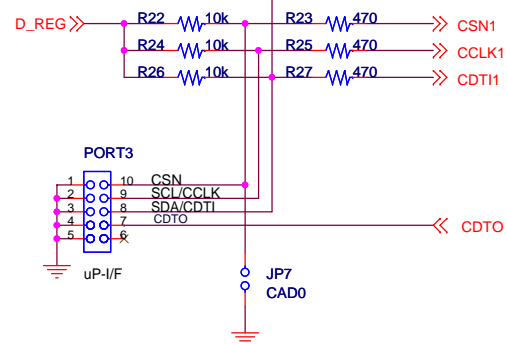 R22 10k R23 470
D_REG CSN1
R24 10k R25 470 CCLK1
R26 10k R27 470 CDTI1
PORT3
1 10 CSN
2 9 SCL/CCLK
3 8 SDA/CDTI
4 7 CDTO CDTO
5 6
uP-I/F JP7
CAD0